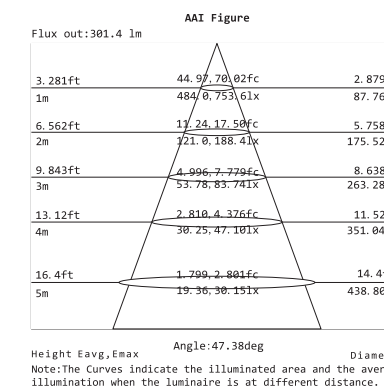 AAI Figure
Flux out:301.4 lm
3.281ft 44.97,70.02fc 2.879
1m 484.0,753.6lx 87.76
6.562ft 11.24,17.50fc 5.758
2m 121.0,188.4lx 175.52
9.843ft 4.996,7.779fc 8.638
3m 53.78,83.74lx 263.28
13.12ft 2.810,4.376fc 11.52
4m 30.25,47.10lx 351.04
16.4ft 1.799,2.801fc 14.4
5m 19.36,30.15lx 438.80
Angle:47.38deg
Height Eavg,Emax Diame
Note:The Curves indicate the illuminated area and the aver
illumination when the luminaire is at different distance.